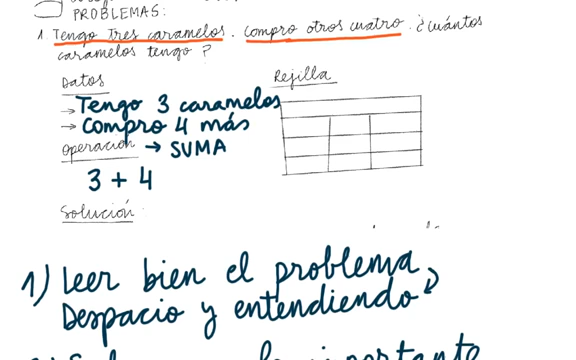 PROBLEMAS:
1. Tengo tres caramelos. Compro otros cuatro. ¿cuántos
caramelos tengo?
Datos
→ Tengo 3 caramelos
→ Compro 4 más
Operación → SUMA
3 + 4
Solución
Rejilla
1) Leer bien el problema
Despacio y entendiendo
importante